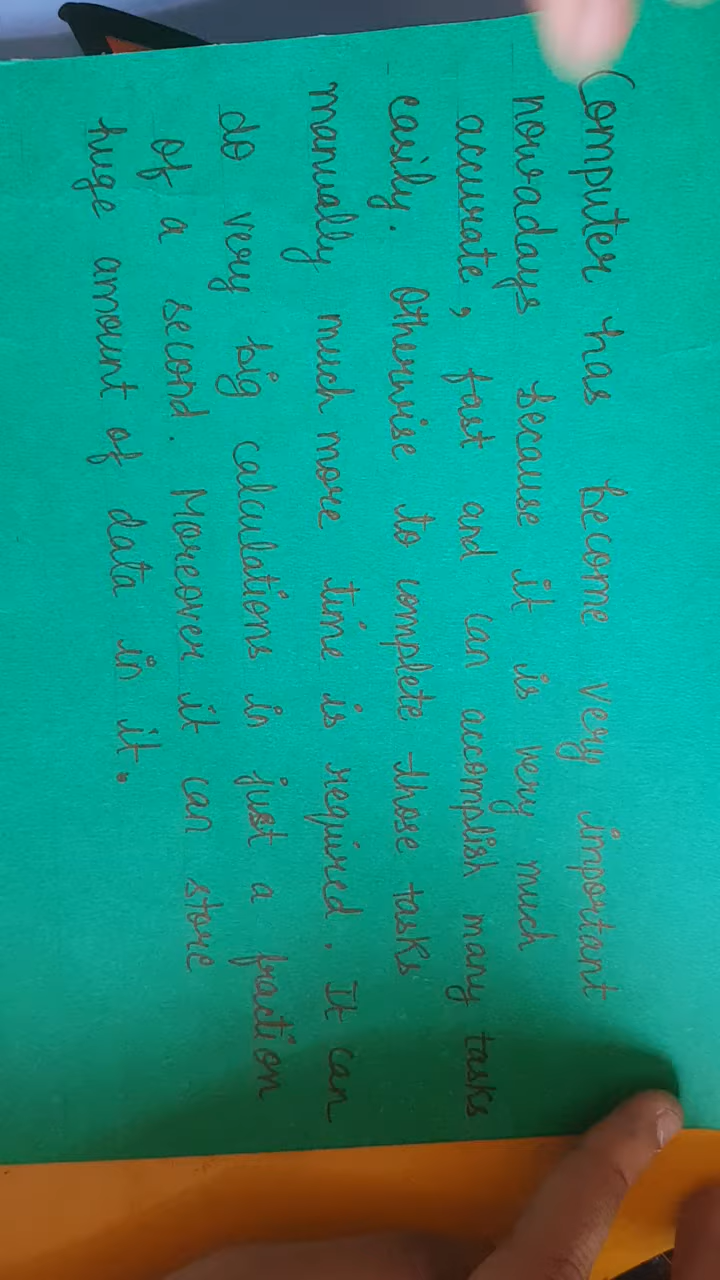 Computer has become very important
nowadays because it is very much
accurate, fast and can accomplish many tasks
easily. Otherwise to complete those tasks
manually much more time is required. It can
do very big calculations in just a fraction
of a second. Moreover it can store
huge amount of data in it.